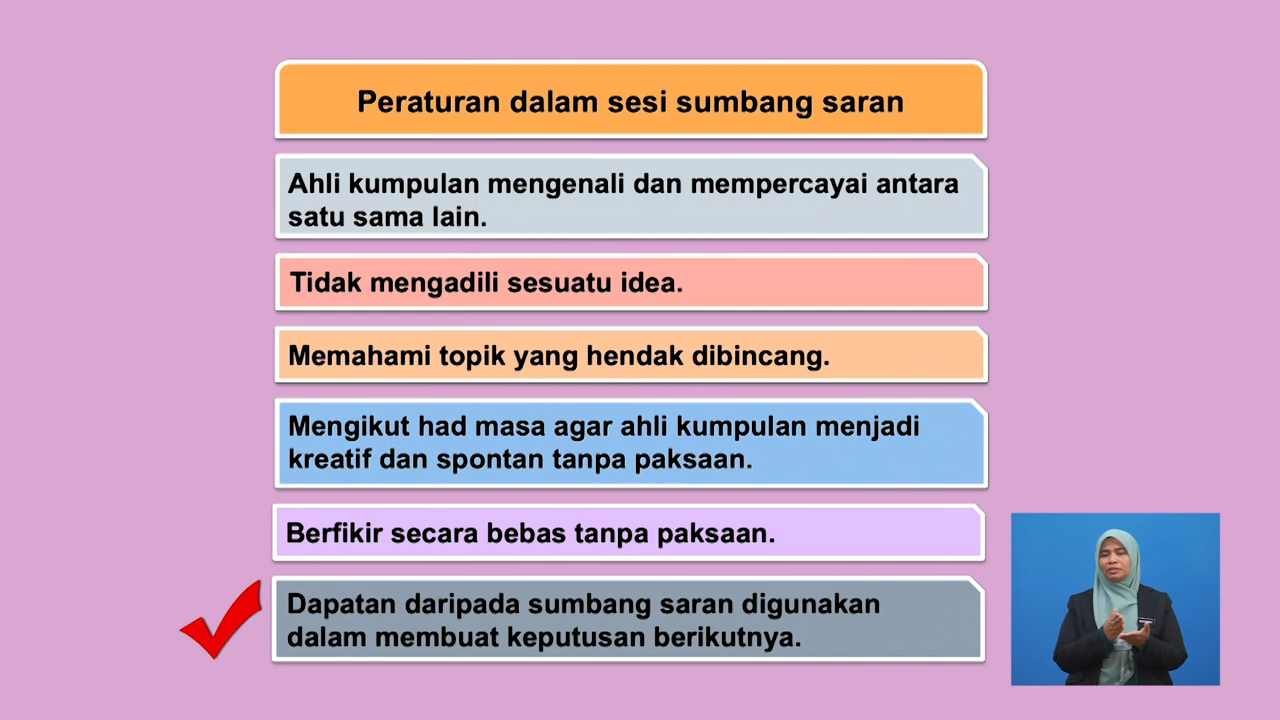 Peraturan dalam sesi sumbang saran
Ahli kumpulan mengenali dan mempercayai antara
satu sama lain.
Tidak mengadili sesuatu idea.
Memahami topik yang hendak dibincang.
Mengikut had masa agar ahli kumpulan menjadi
kreatif dan spontan tanpa paksaan.
Berfikir secara bebas tanpa paksaan.
Dapatan daripada sumbang saran digunakan
dalam membuat keputusan berikutnya.